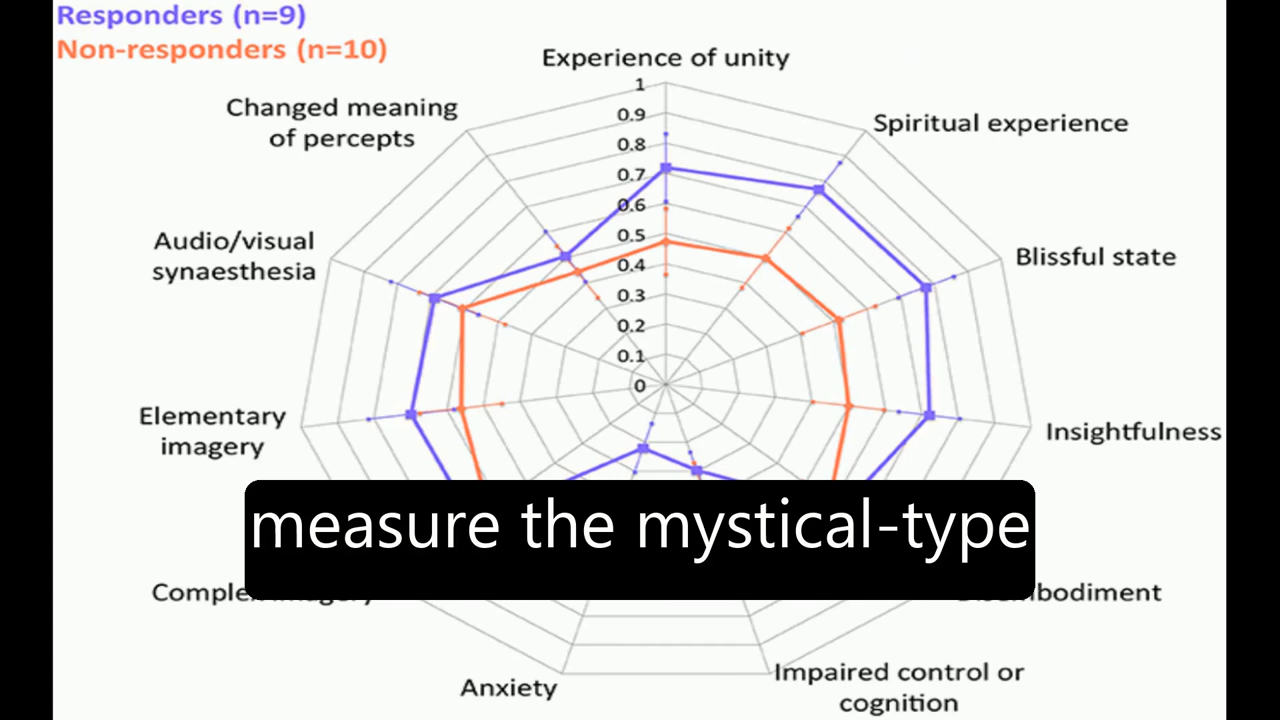 Responders (n=9)
Non-responders (n=10)
Experience of unity
Changed meaning
of percepts
Spiritual experience
Audio/visual
synaesthesia
Blissful state
1
0.9
0.8
0.7
0.6
0.5
0.4
0.3
0.2
0.1
0
Elementary
imagery
Insightfulness
measure the mystical-type
Anxiety
Impaired control or
cognition